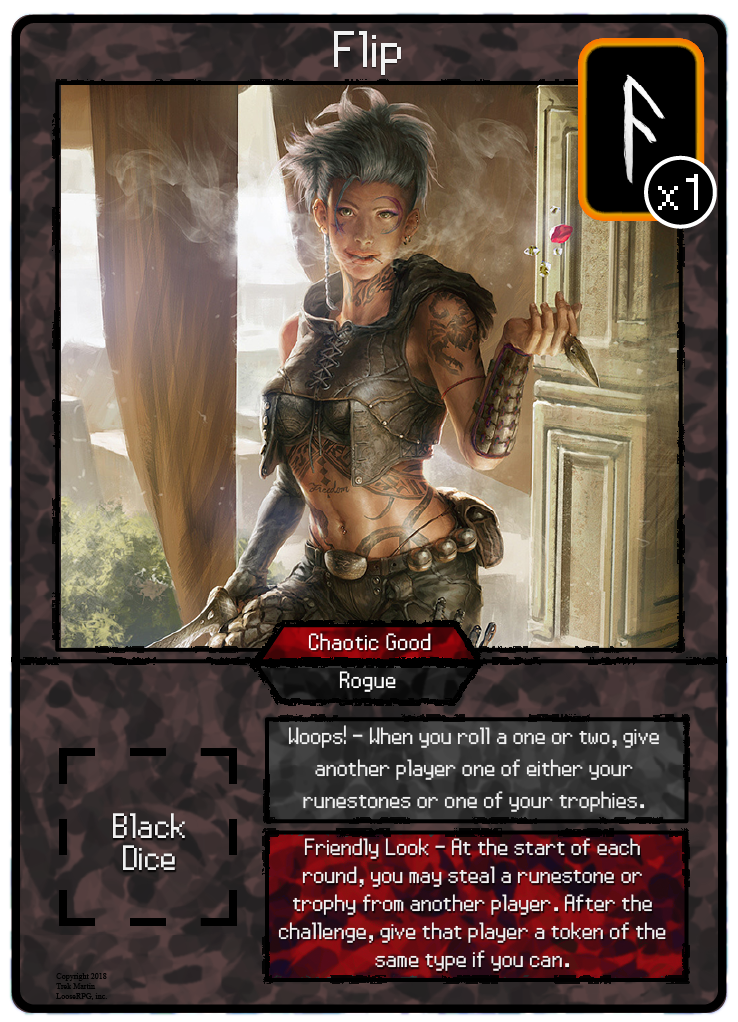 Flip
x1
Freedom
Chaotic Good
Rogue
Woops! - When you roll a one or two, give
another player one of either your
runestones or one of your trophies.
Black
Dice
Friendly Look - At the start of each
round, you may steal a runestone or
trophy from another player. After the
challenge, give that player a token of the
same type if you can.
Copyright 2018
Trak Martin
LooseRPG, inc.